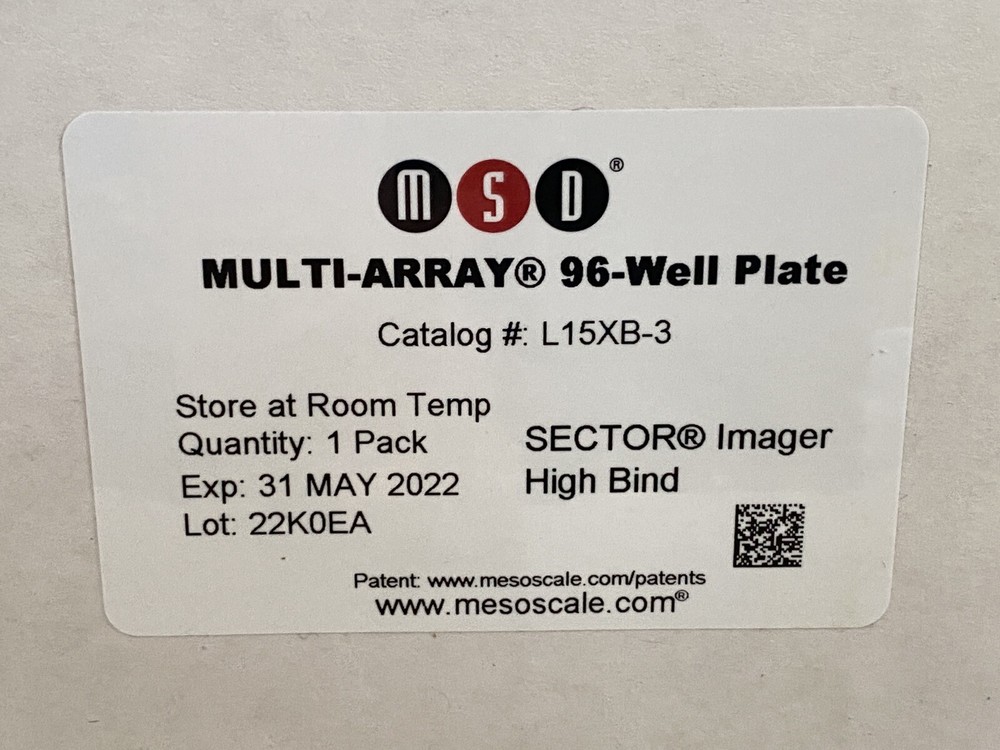 MSD®
MULTI-ARRAY® 96-Well Plate
Catalog #: L15XB-3
Store at Room Temp
Quantity: 1 Pack
Exp: 31 MAY 2022
Lot: 22K0EA
SECTOR® Imager
High Bind
Patent: www.mesoscale.com/patents
www.mesoscale.com®